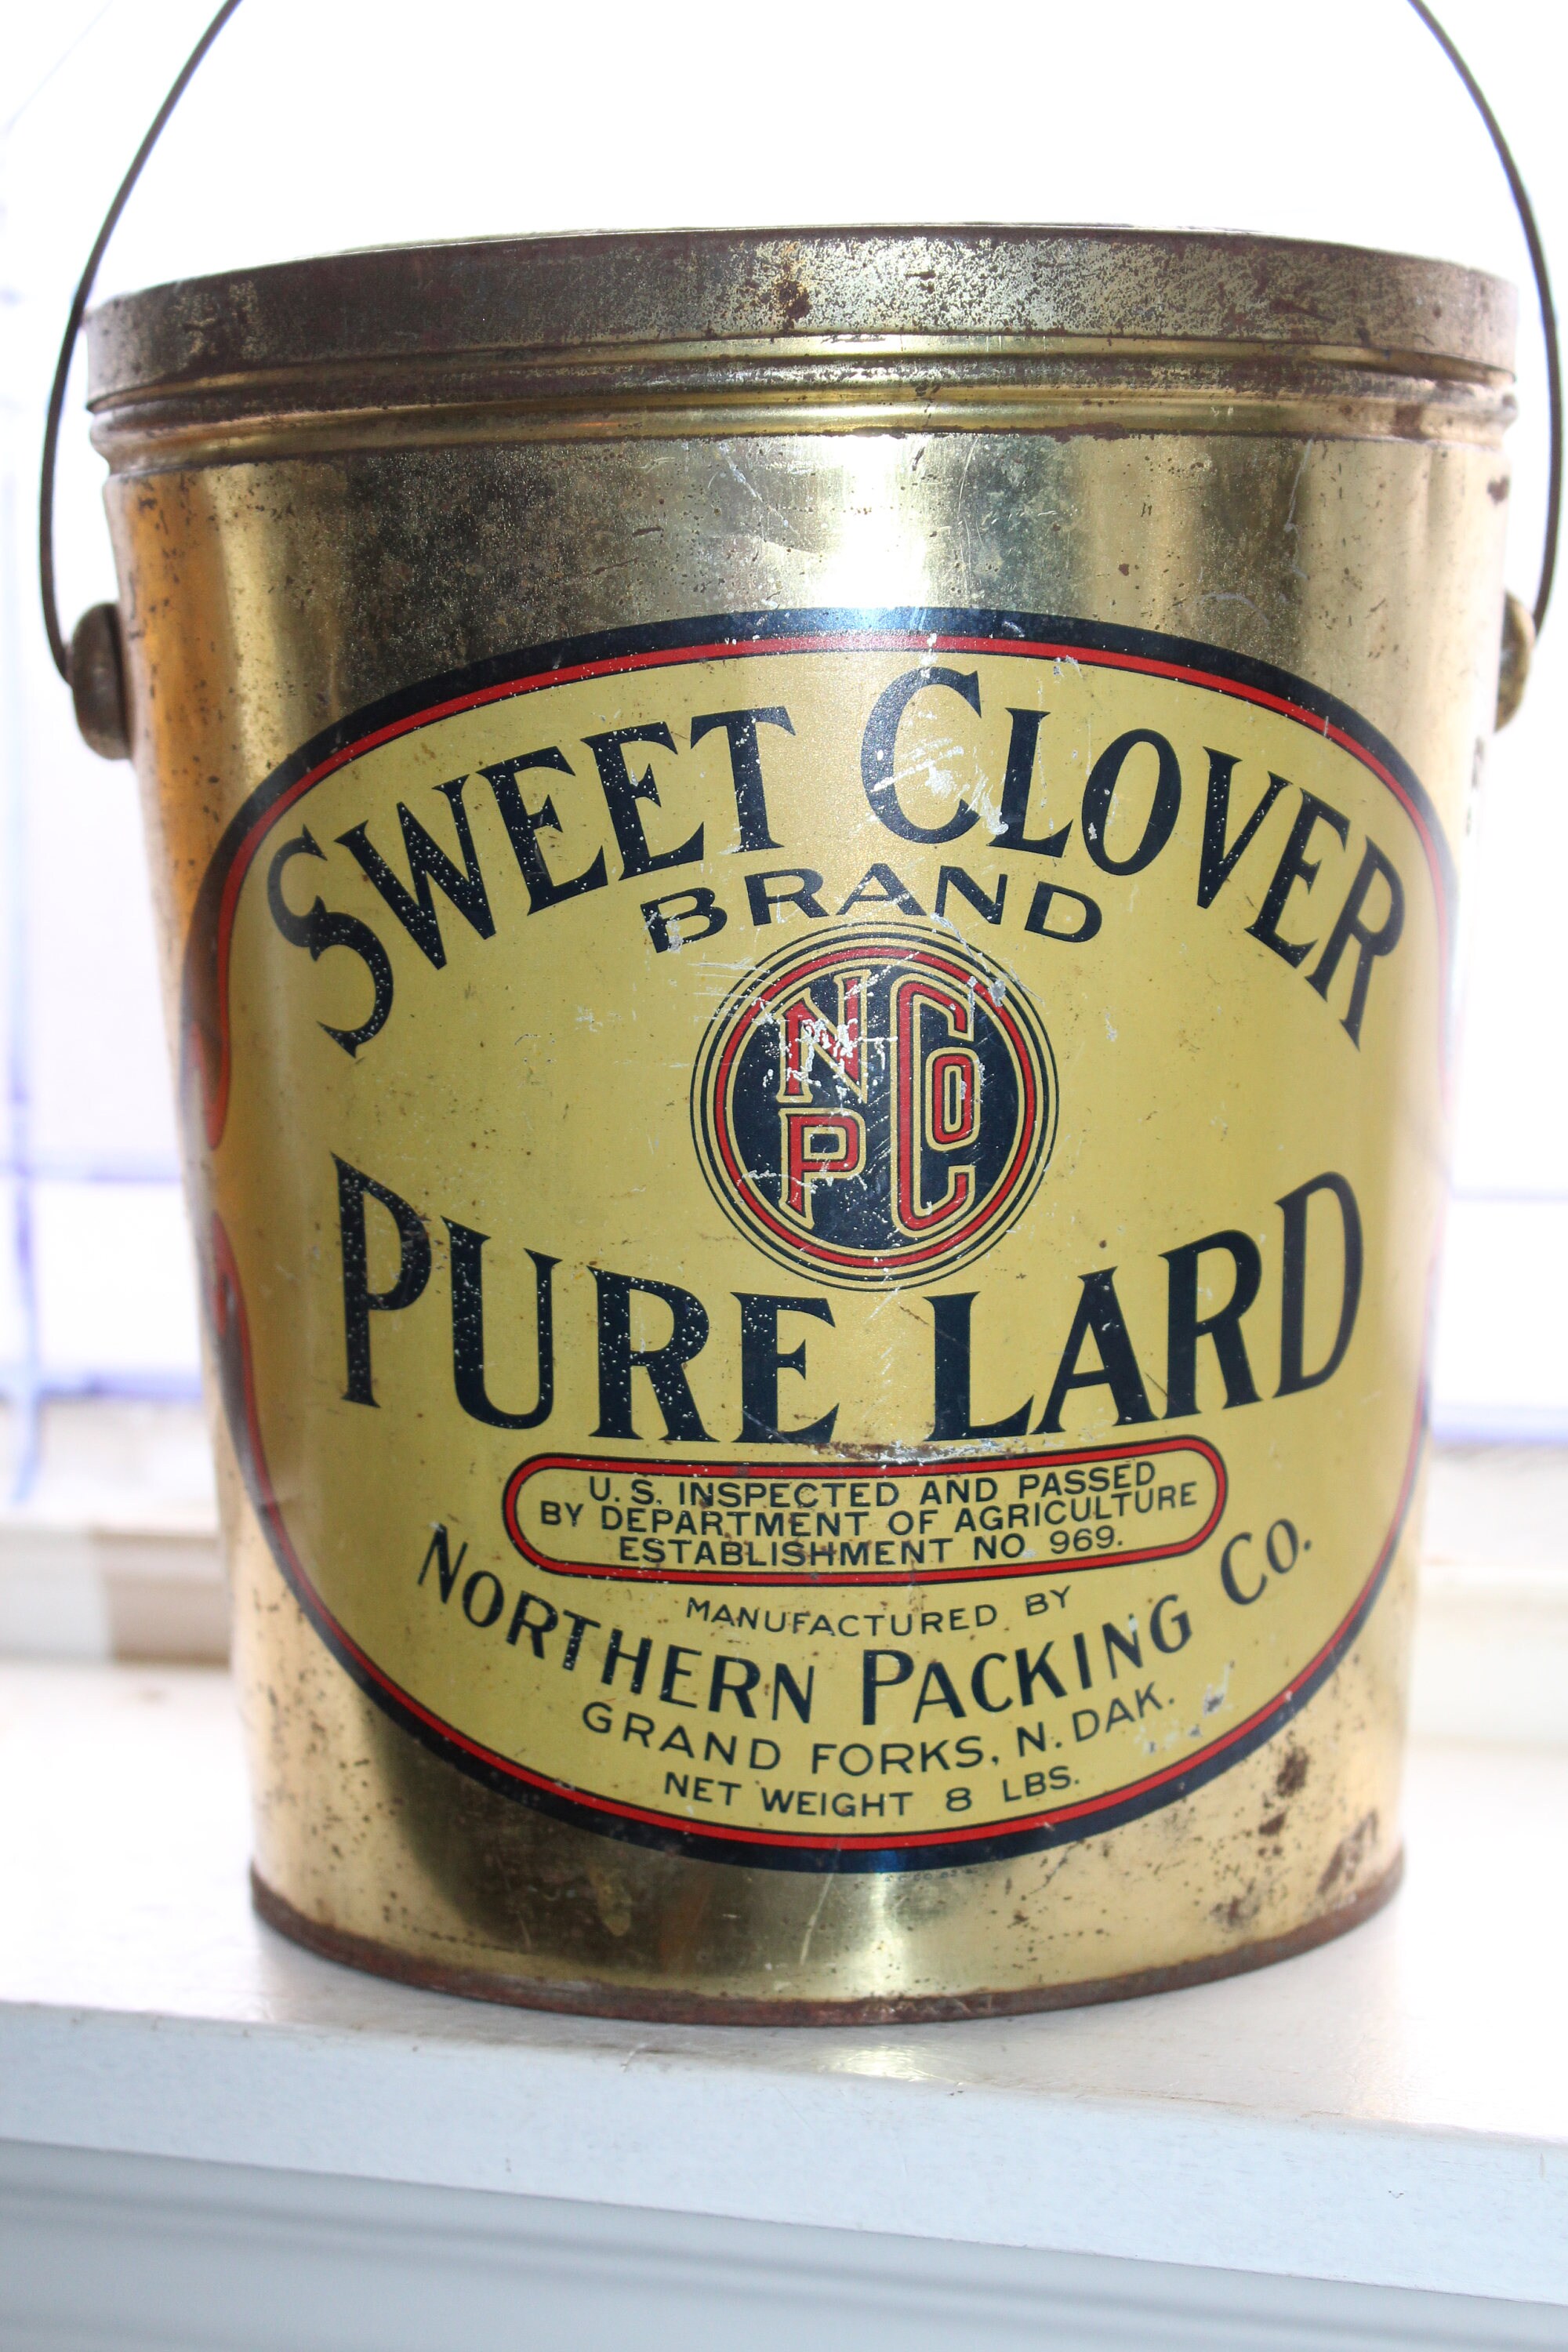 SWEET CLOVER
BRAND
N Co
P
PURE LARD
U.S. INSPECTED AND PASSED
BY DEPARTMENT OF AGRICULTURE
ESTABLISHMENT NO. 969.
MANUFACTURED BY
NORTHERN PACKING CO.
GRAND FORKS, N. DAK.
NET WEIGHT 8 LBS.